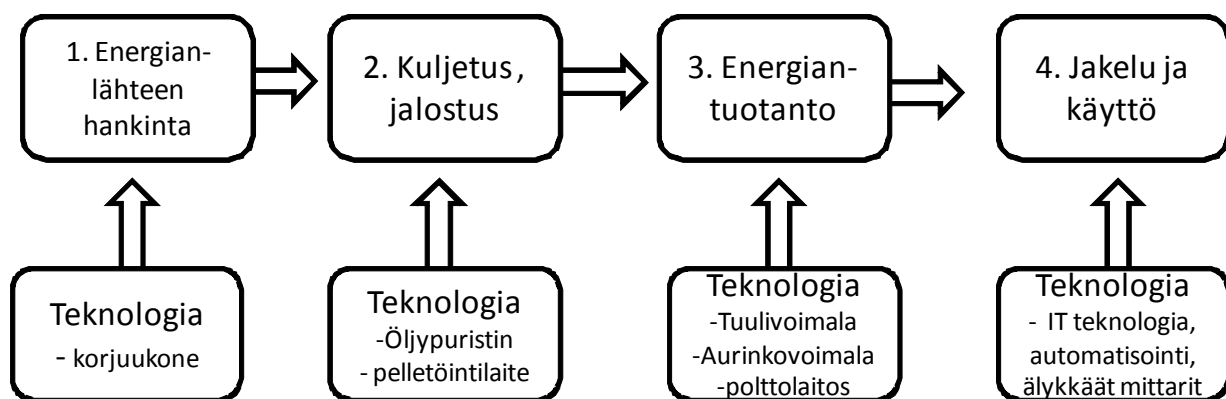 1. Energian-
lähteen
hankinta
2. Kuljetus,
jalostus
3. Energian-
tuotanto
4. Jakelu ja
käyttö
Teknologia
- korjuukone
Teknologia
-Öljypuristin
- pelletöintilaite
Teknologia
-Tuulivoimala
-Aurinkovoimala
-polttolaitos
Teknologia
- IT teknologia,
automatisointi,
älykkäät mittarit